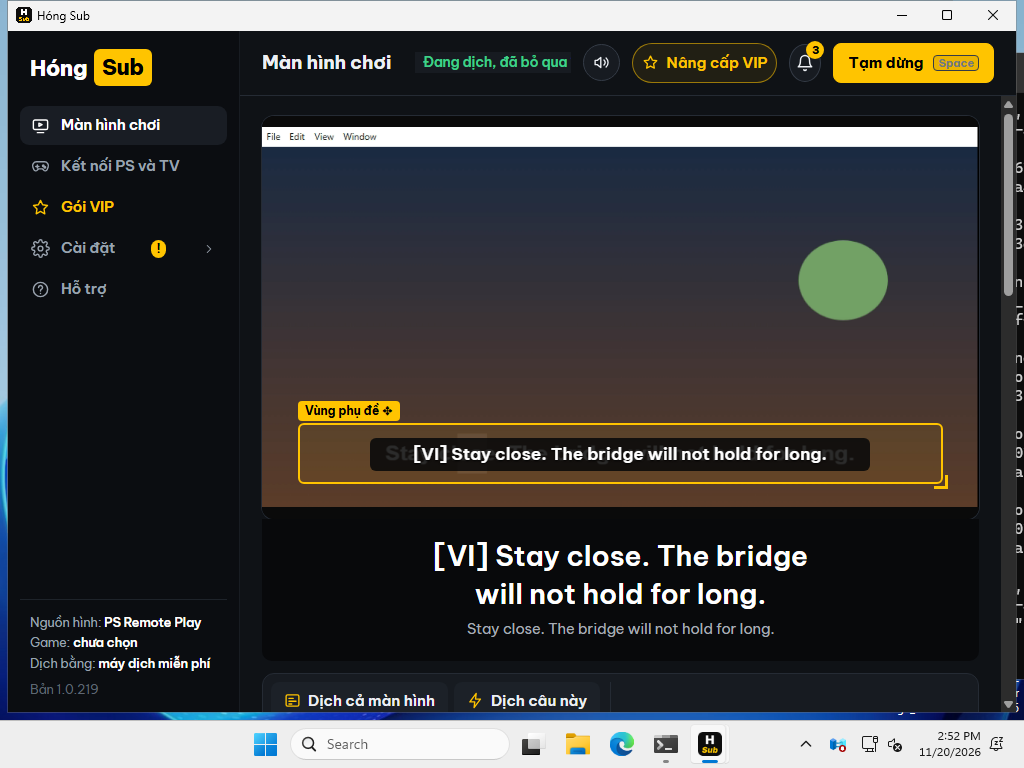 Hóng Sub
Hóng Sub
Màn hình chơi
Kết nối PS và TV
Gói VIP
Cài đặt
!
Hỗ trợ
Nguồn hình: PS Remote Play
Game: chưa chọn
Dịch bằng: máy dịch miễn phí
Bản 1.0.219
Màn hình chơi
Đang dịch, đã bỏ qua
Nâng cấp VIP
3
Tạm dừng Space
File Edit View Window
Vùng phụ đề
[VI] Stay close. The bridge will not hold for long.
[VI] Stay close. The bridge
will not hold for long.
Stay close. The bridge will not hold for long.
Dịch cả màn hình
Dịch câu này
Search
2:52 PM
11/20/2026